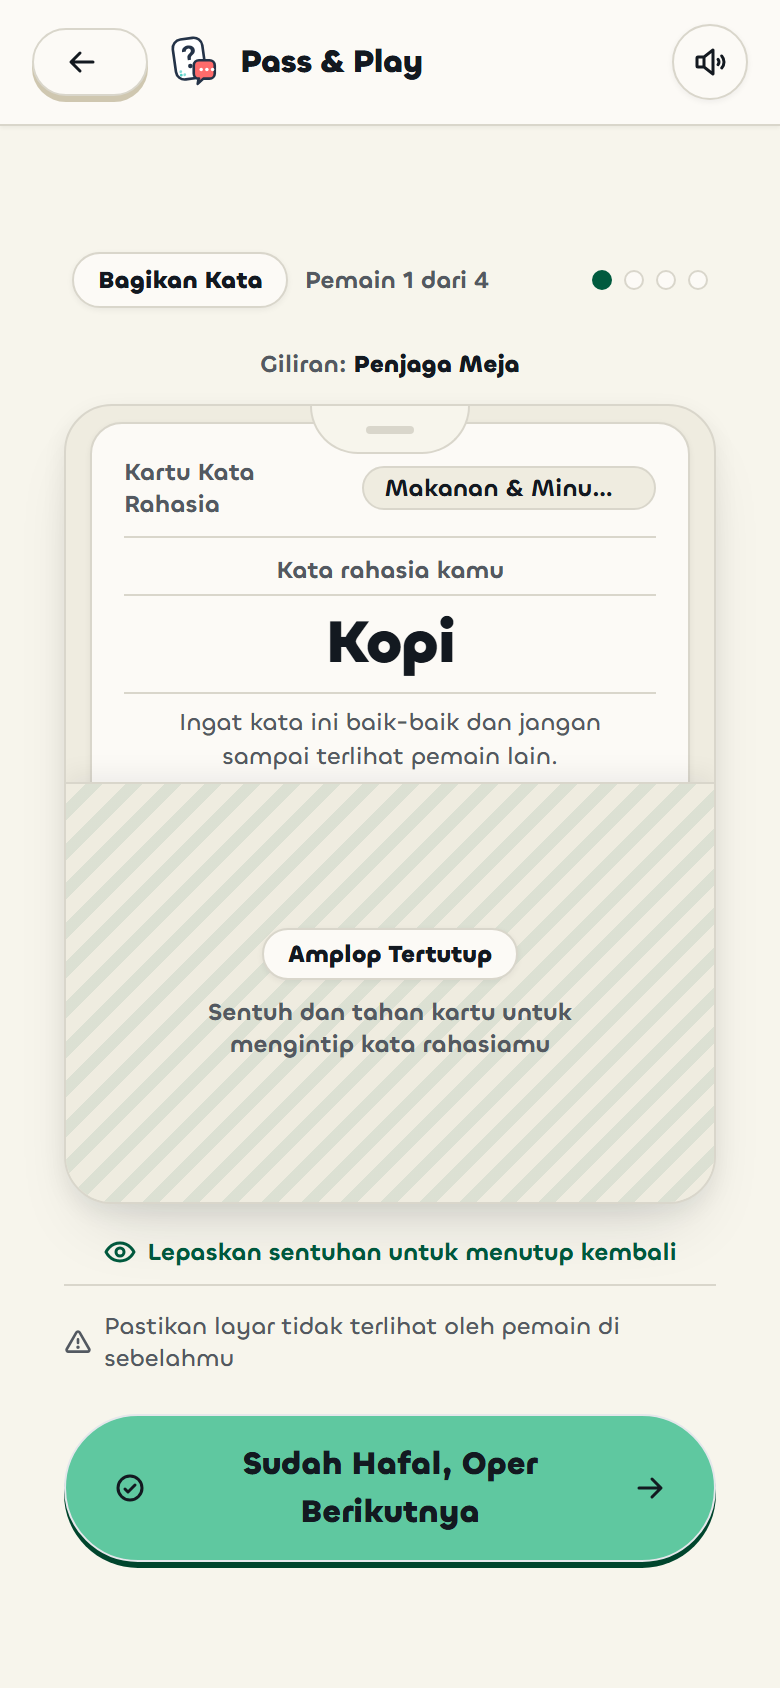 Pass & Play
Bagikan Kata
Pemain 1 dari 4
Giliran: Penjaga Meja
Kartu Kata
Rahasia
Makanan & Minu...
Kata rahasia kamu
Kopi
Ingat kata ini baik-baik dan jangan
sampai terlihat pemain lain.
Amplop Tertutup
Sentuh dan tahan kartu untuk
mengintip kata rahasiamu
Lepaskan sentuhan untuk menutup kembali
Pastikan layar tidak terlihat oleh pemain di
sebelahmu
Sudah Hafal, Oper
Berikutnya